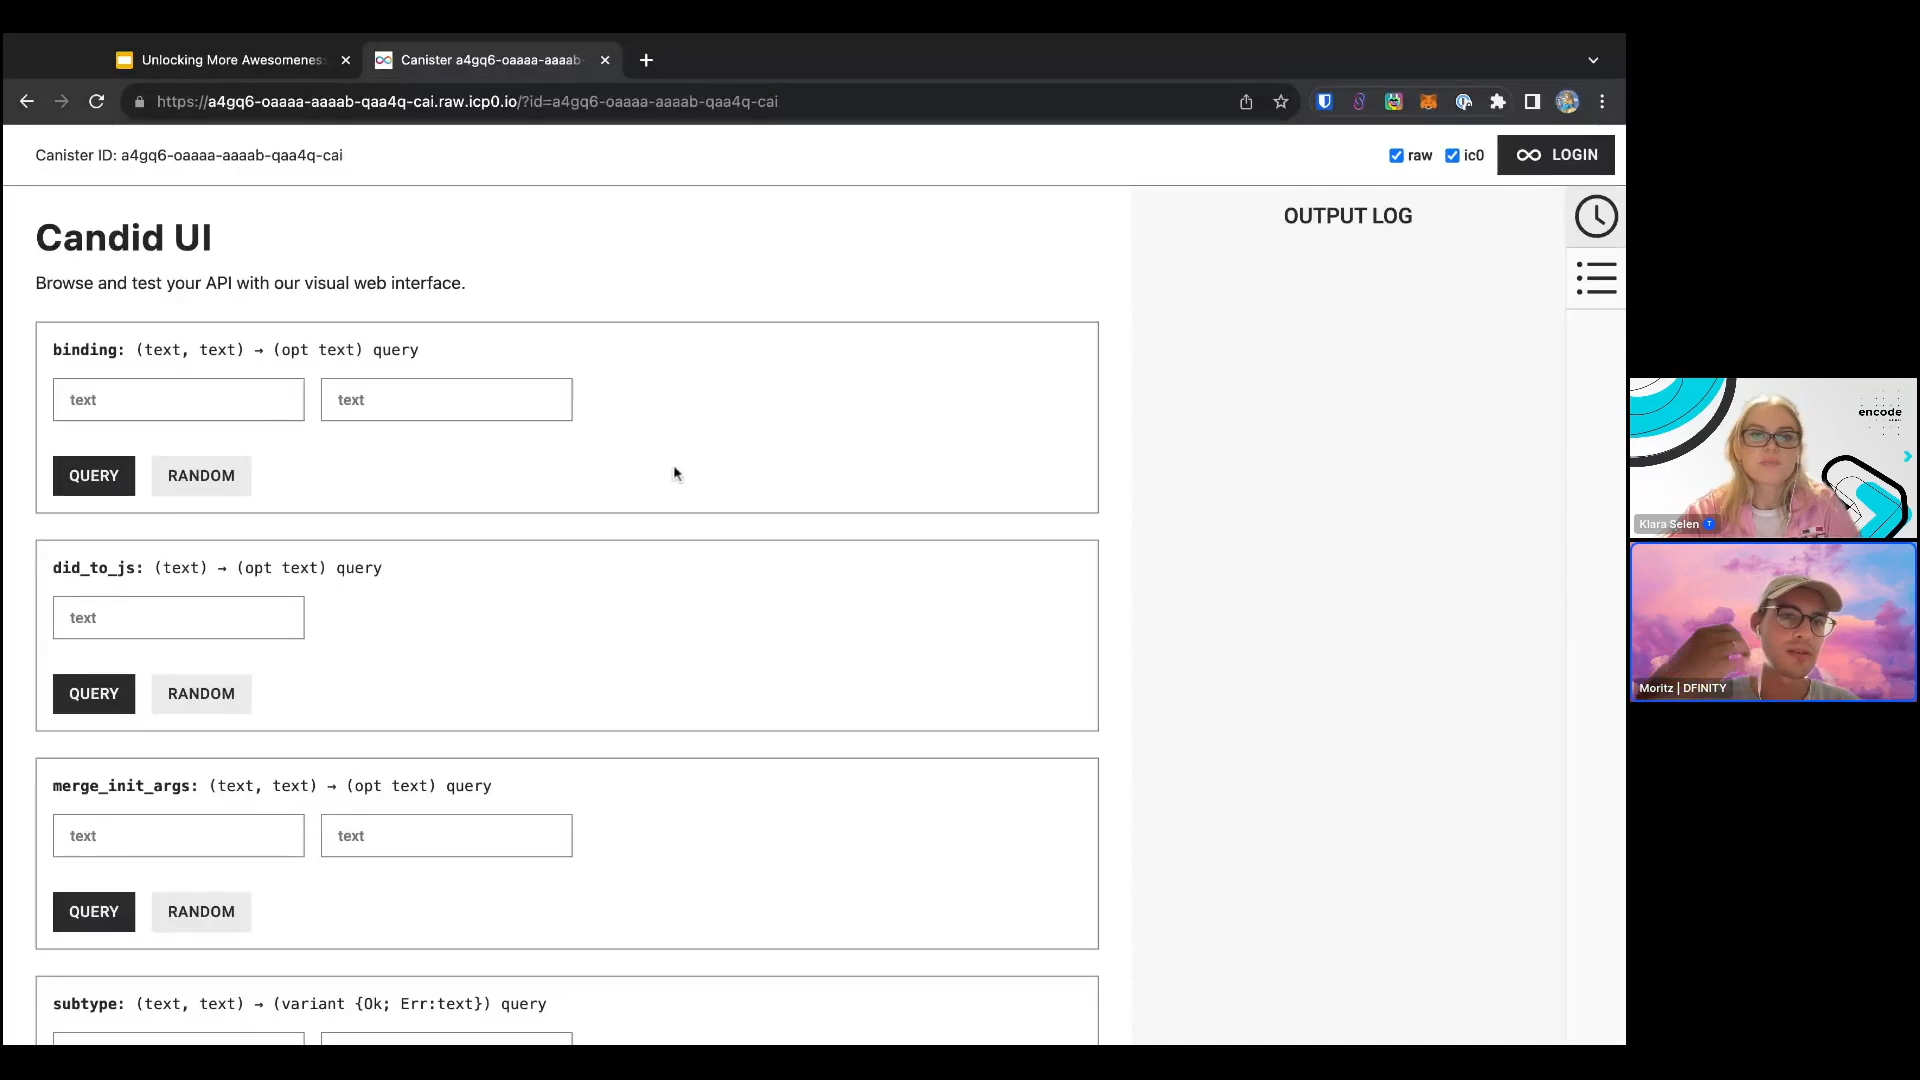 Unlocking More Awesomenes
Canister a4gq6-oaaaa-aaaab-
https://a4gq6-oaaaa-aaaab-qaa4q-cai.raw.icp0.io/?id=a4gq6-oaaaa-aaaab-qaa4q-cai
Canister ID: a4gq6-oaaaa-aaaab-qaa4q-cai
raw
ic0
LOGIN
Candid UI
Browse and test your API with our visual web interface.
binding: (text, text) → (opt text) query
text
text
QUERY
RANDOM
did_to_js: (text) → (opt text) query
text
QUERY
RANDOM
merge_init_args: (text, text) → (opt text) query
text
text
QUERY
RANDOM
subtype: (text, text) → (variant {Ok; Err:text}) query
OUTPUT LOG
encode
Klara Selen
Moritz | DFINITY